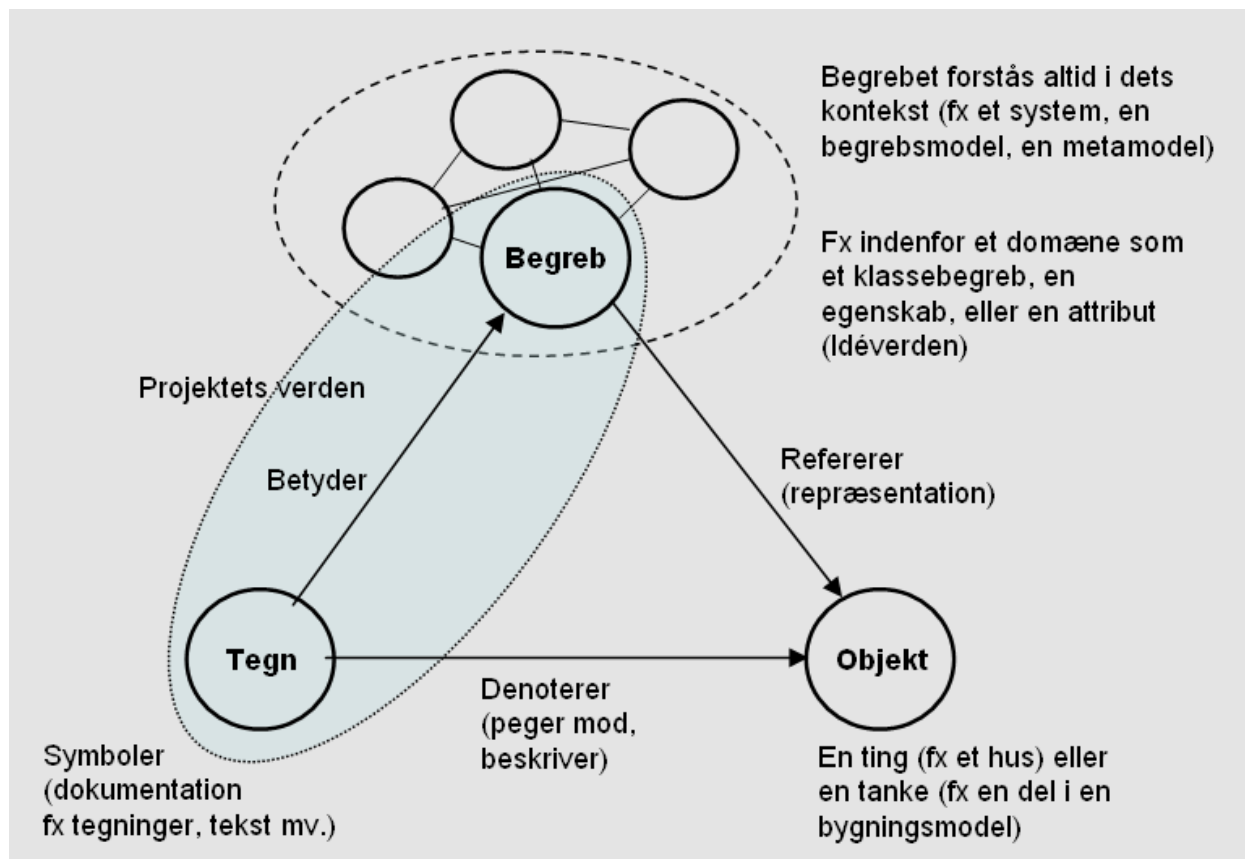 Begrebet forstås altid i dets
kontekst (fx et system, en
begrebsmodel, en metamodel)
Fx indenfor et domæne som
et klassebegreb, en
egenskab, eller en attribut
(Idéverden)
Begreb
Projektets verden
Betyder
Refererer
(repræsentation)
Tegn
Objekt
Denoterer
(peger mod,
beskriver)
Symboler
(dokumentation
fx tegninger, tekst mv.)
En ting (fx et hus) eller
en tanke (fx en del i en
bygningsmodel)